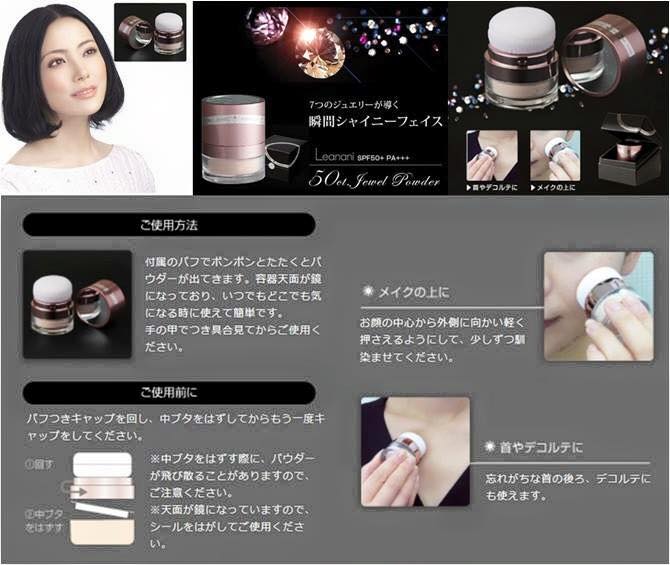 7つのジュエリーが導く
瞬間シャイニーフェイス
Leanani SPF50+ PA+++
50ct.Jewel Powder
▶首やデコルテに
▶メイクの上に
ご使用方法
付属のパフでポンポンとたたくとパ
ウダーが出てきます。容器天面が鏡
になっており、いつでもどこでも気
になる時に使えて簡単です。
手の甲でつき具合見てからご使用く
ださい。
ご使用前に
パフつきキャップを回し、中ブタをはずしてからもう一度キ
ャップをしてください。
①回す
②中ブタ
をはずす
※中ブタをはずす際に、パウダー
が飛び散ることがありますので、
ご注意ください。
※天面が鏡になっていますので、
シールをはがしてご使用くださ
い。
メイクの上に
お顔の中心から外側に向かい軽く
押さえるようにして、少しずつ馴
染ませてください。
首やデコルテに
忘れがちな首の後ろ、デコルテに
も使えます。